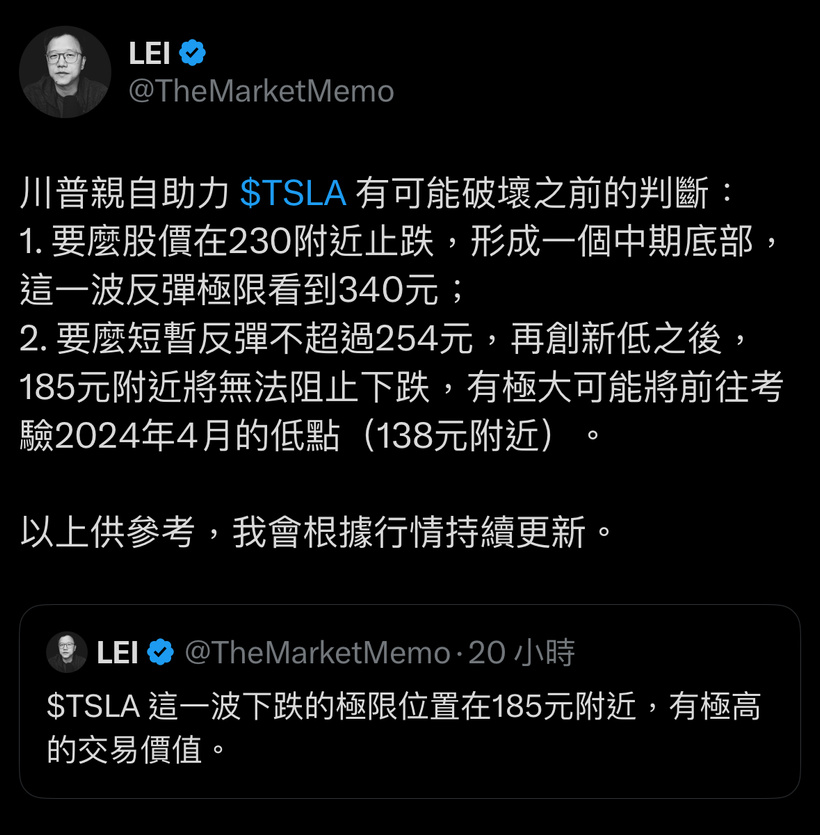 LEI
@TheMarketMemo
川普親自助力 $TSLA 有可能破壞之前的判斷：
1. 要麼股價在230附近止跌，形成一個中期底部，
這一波反彈極限看到340元；
2. 要麼短暫反彈不超過254元，再創新低之後，
185元附近將無法阻止下跌，有極大可能將前往考
驗2024年4月的低點（138元附近）。
以上供參考，我會根據行情持續更新。
LEI @TheMarketMemo · 20 小時
$TSLA 這一波下跌的極限位置在185元附近，有極高
的交易價值。